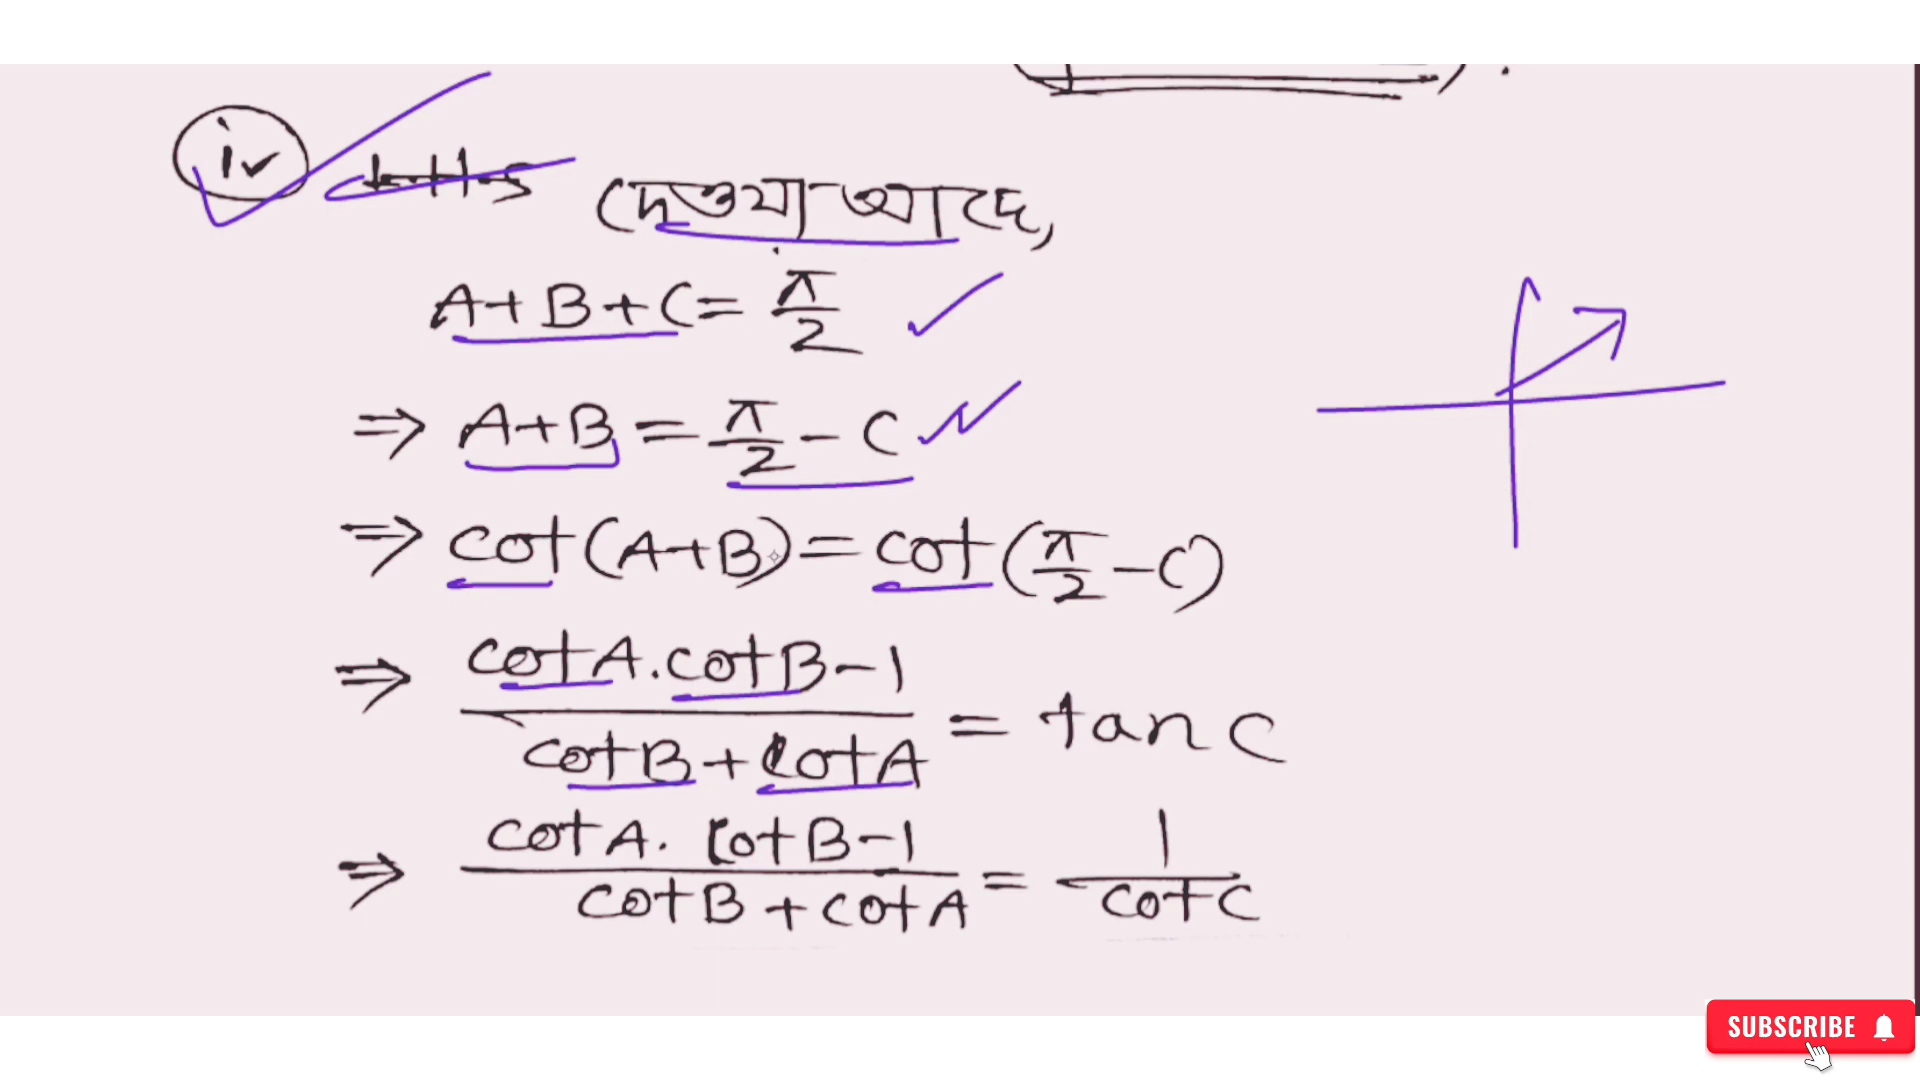 iv দেওয়া আছে,
A+B+C = π/2
⇒ A+B = π/2 - C
⇒ cot(A+B) = cot(π/2 - C)
⇒ (cotA.cotB-1)/(cotB+cotA) = tan C
⇒ (cotA.cotB-1)/(cotB+cotA) = 1/cotC
SUBSCRIBE